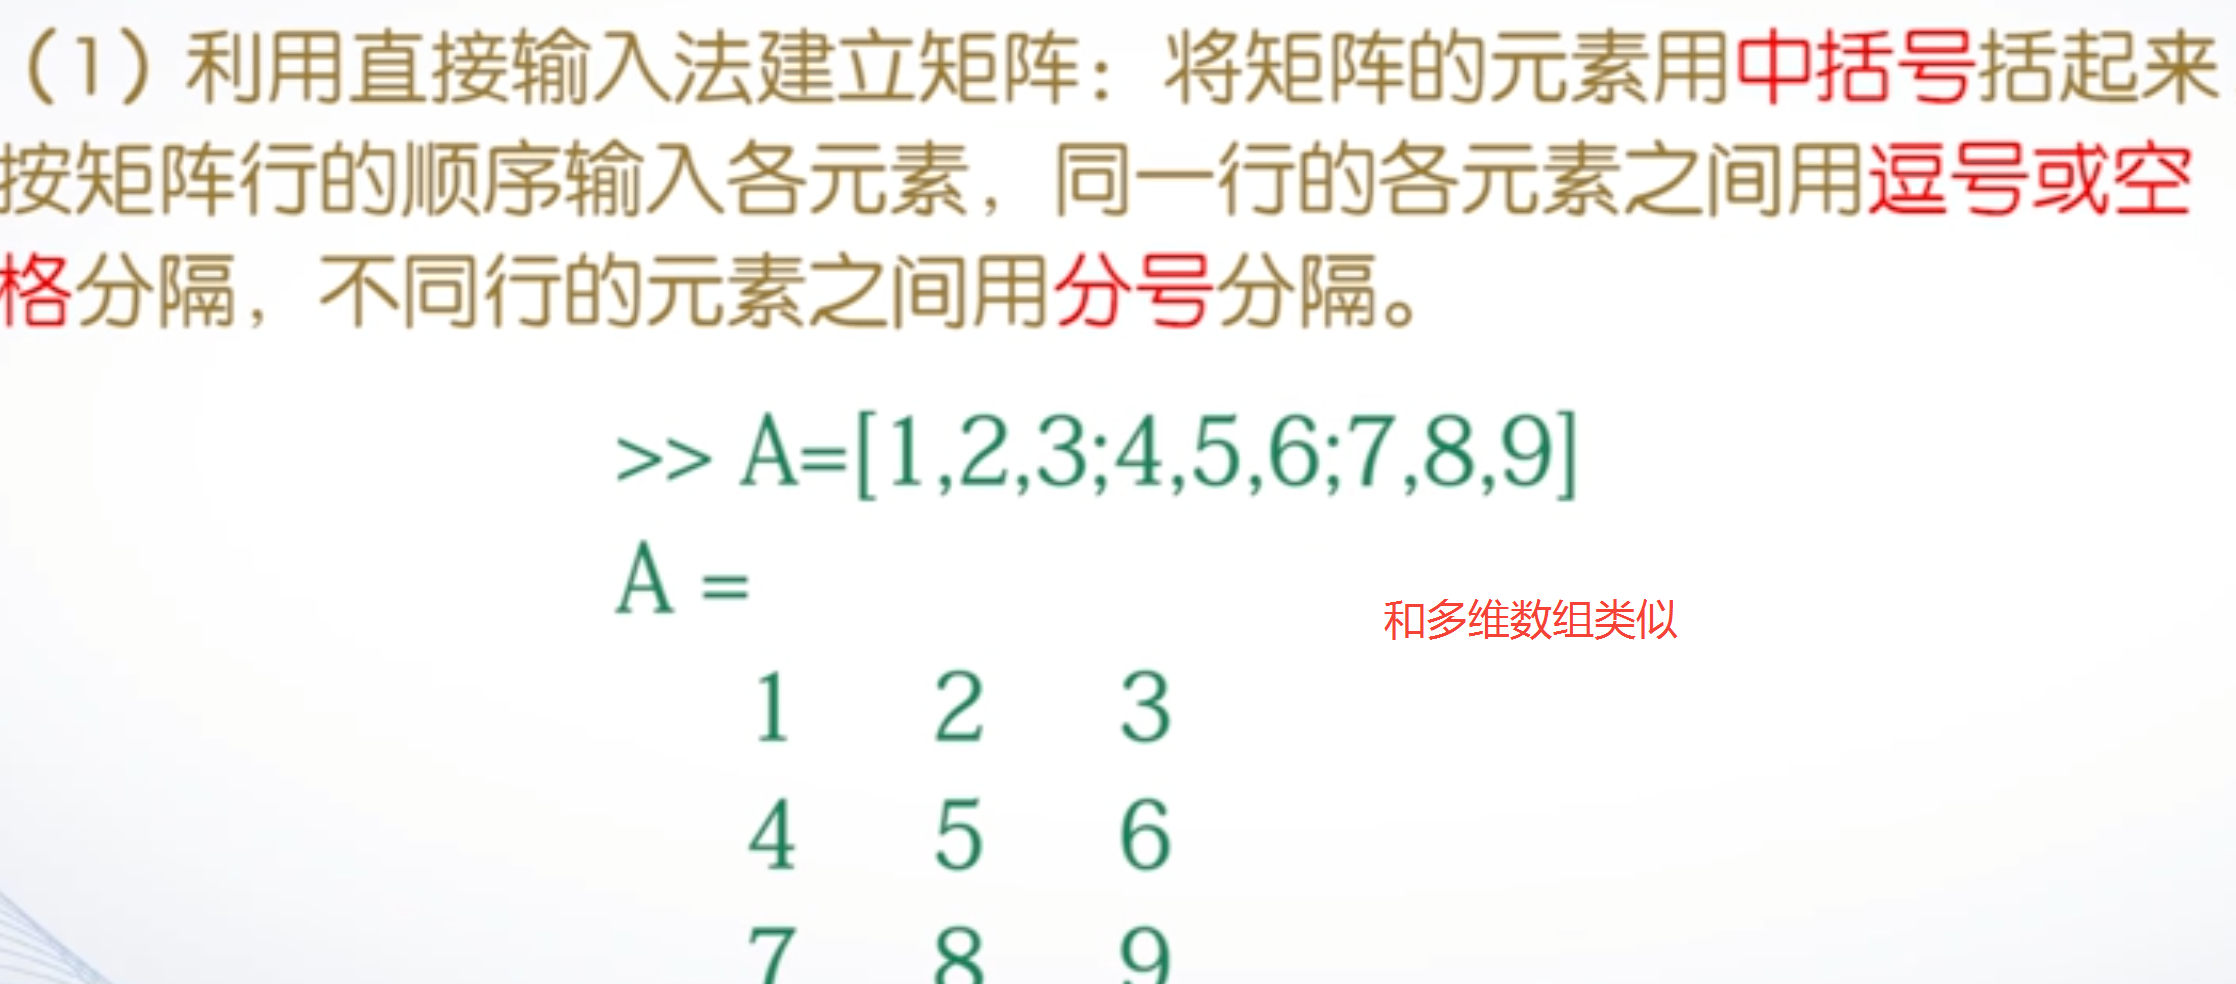 （1）利用直接输入法建立矩阵：将矩阵的元素用中括号括起来
按矩阵行的顺序输入各元素，同一行的各元素之间用逗号或空
格分隔，不同行的元素之间用分号分隔。
>> A=[1,2,3;4,5,6;7,8,9]
A =
和多维数组类似
1 2 3
4 5 6
7 8 9